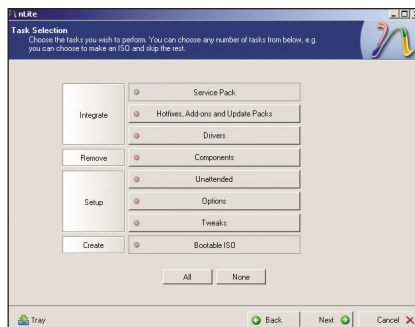 nLite
Task Selection
Choose the tasks you wish to perform. You can choose any number of tasks from below, e.g.
you can choose to make an ISO and skip the rest.
Integrate
Service Pack
Hotfixes, Add-ons and Update Packs
Drivers
Remove
Components
Setup
Unattended
Options
Tweaks
Create
Bootable ISO
All
None
Tray
Back
Next
Cancel